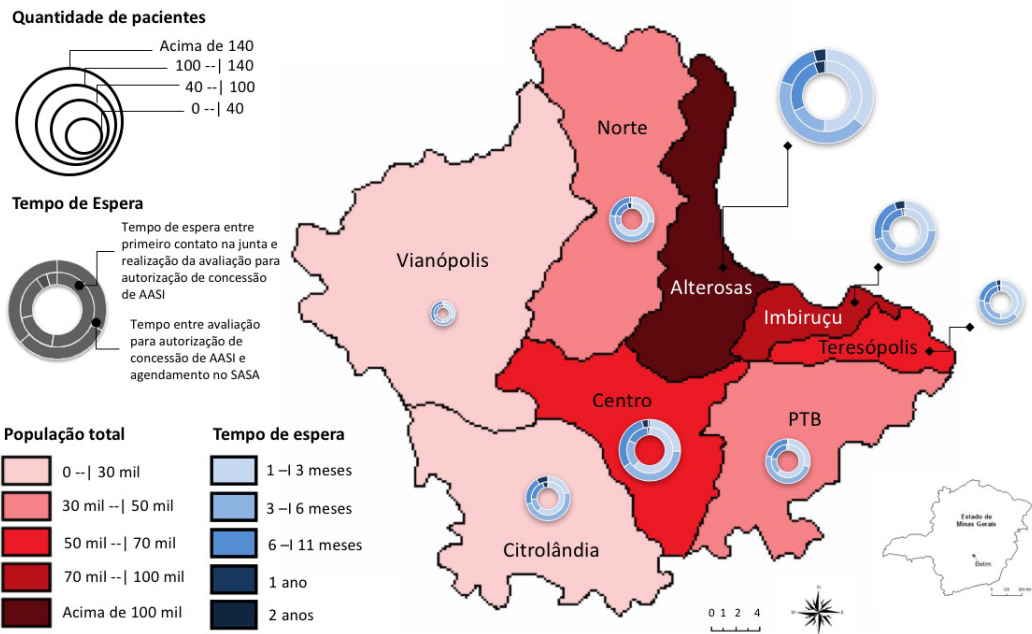 Quantidade de pacientes
Acima de 140
100 --| 140
40 --| 100
0 --| 40
Tempo de Espera
Tempo de espera entre
primeiro contato na junta e
realização da avaliação para
autorização de concessão
de AASI
Tempo entre avaliação
para autorização de
concessão de AASI e
agendamento no SASA
População total
0 --| 30 mil
30 mil --| 50 mil
50 mil --| 70 mil
70 mil --| 100 mil
Acima de 100 mil
Tempo de espera
1 –I 3 meses
3 –I 6 meses
6 –I 11 meses
1 ano
2 anos
Norte
Vianópolis
Alterosas
Imbiruçu
Teresópolis
Centro
PTB
Citrolândia
Estado de
Minas Gerais
Betim
0 1 2 4
N
W
E
S